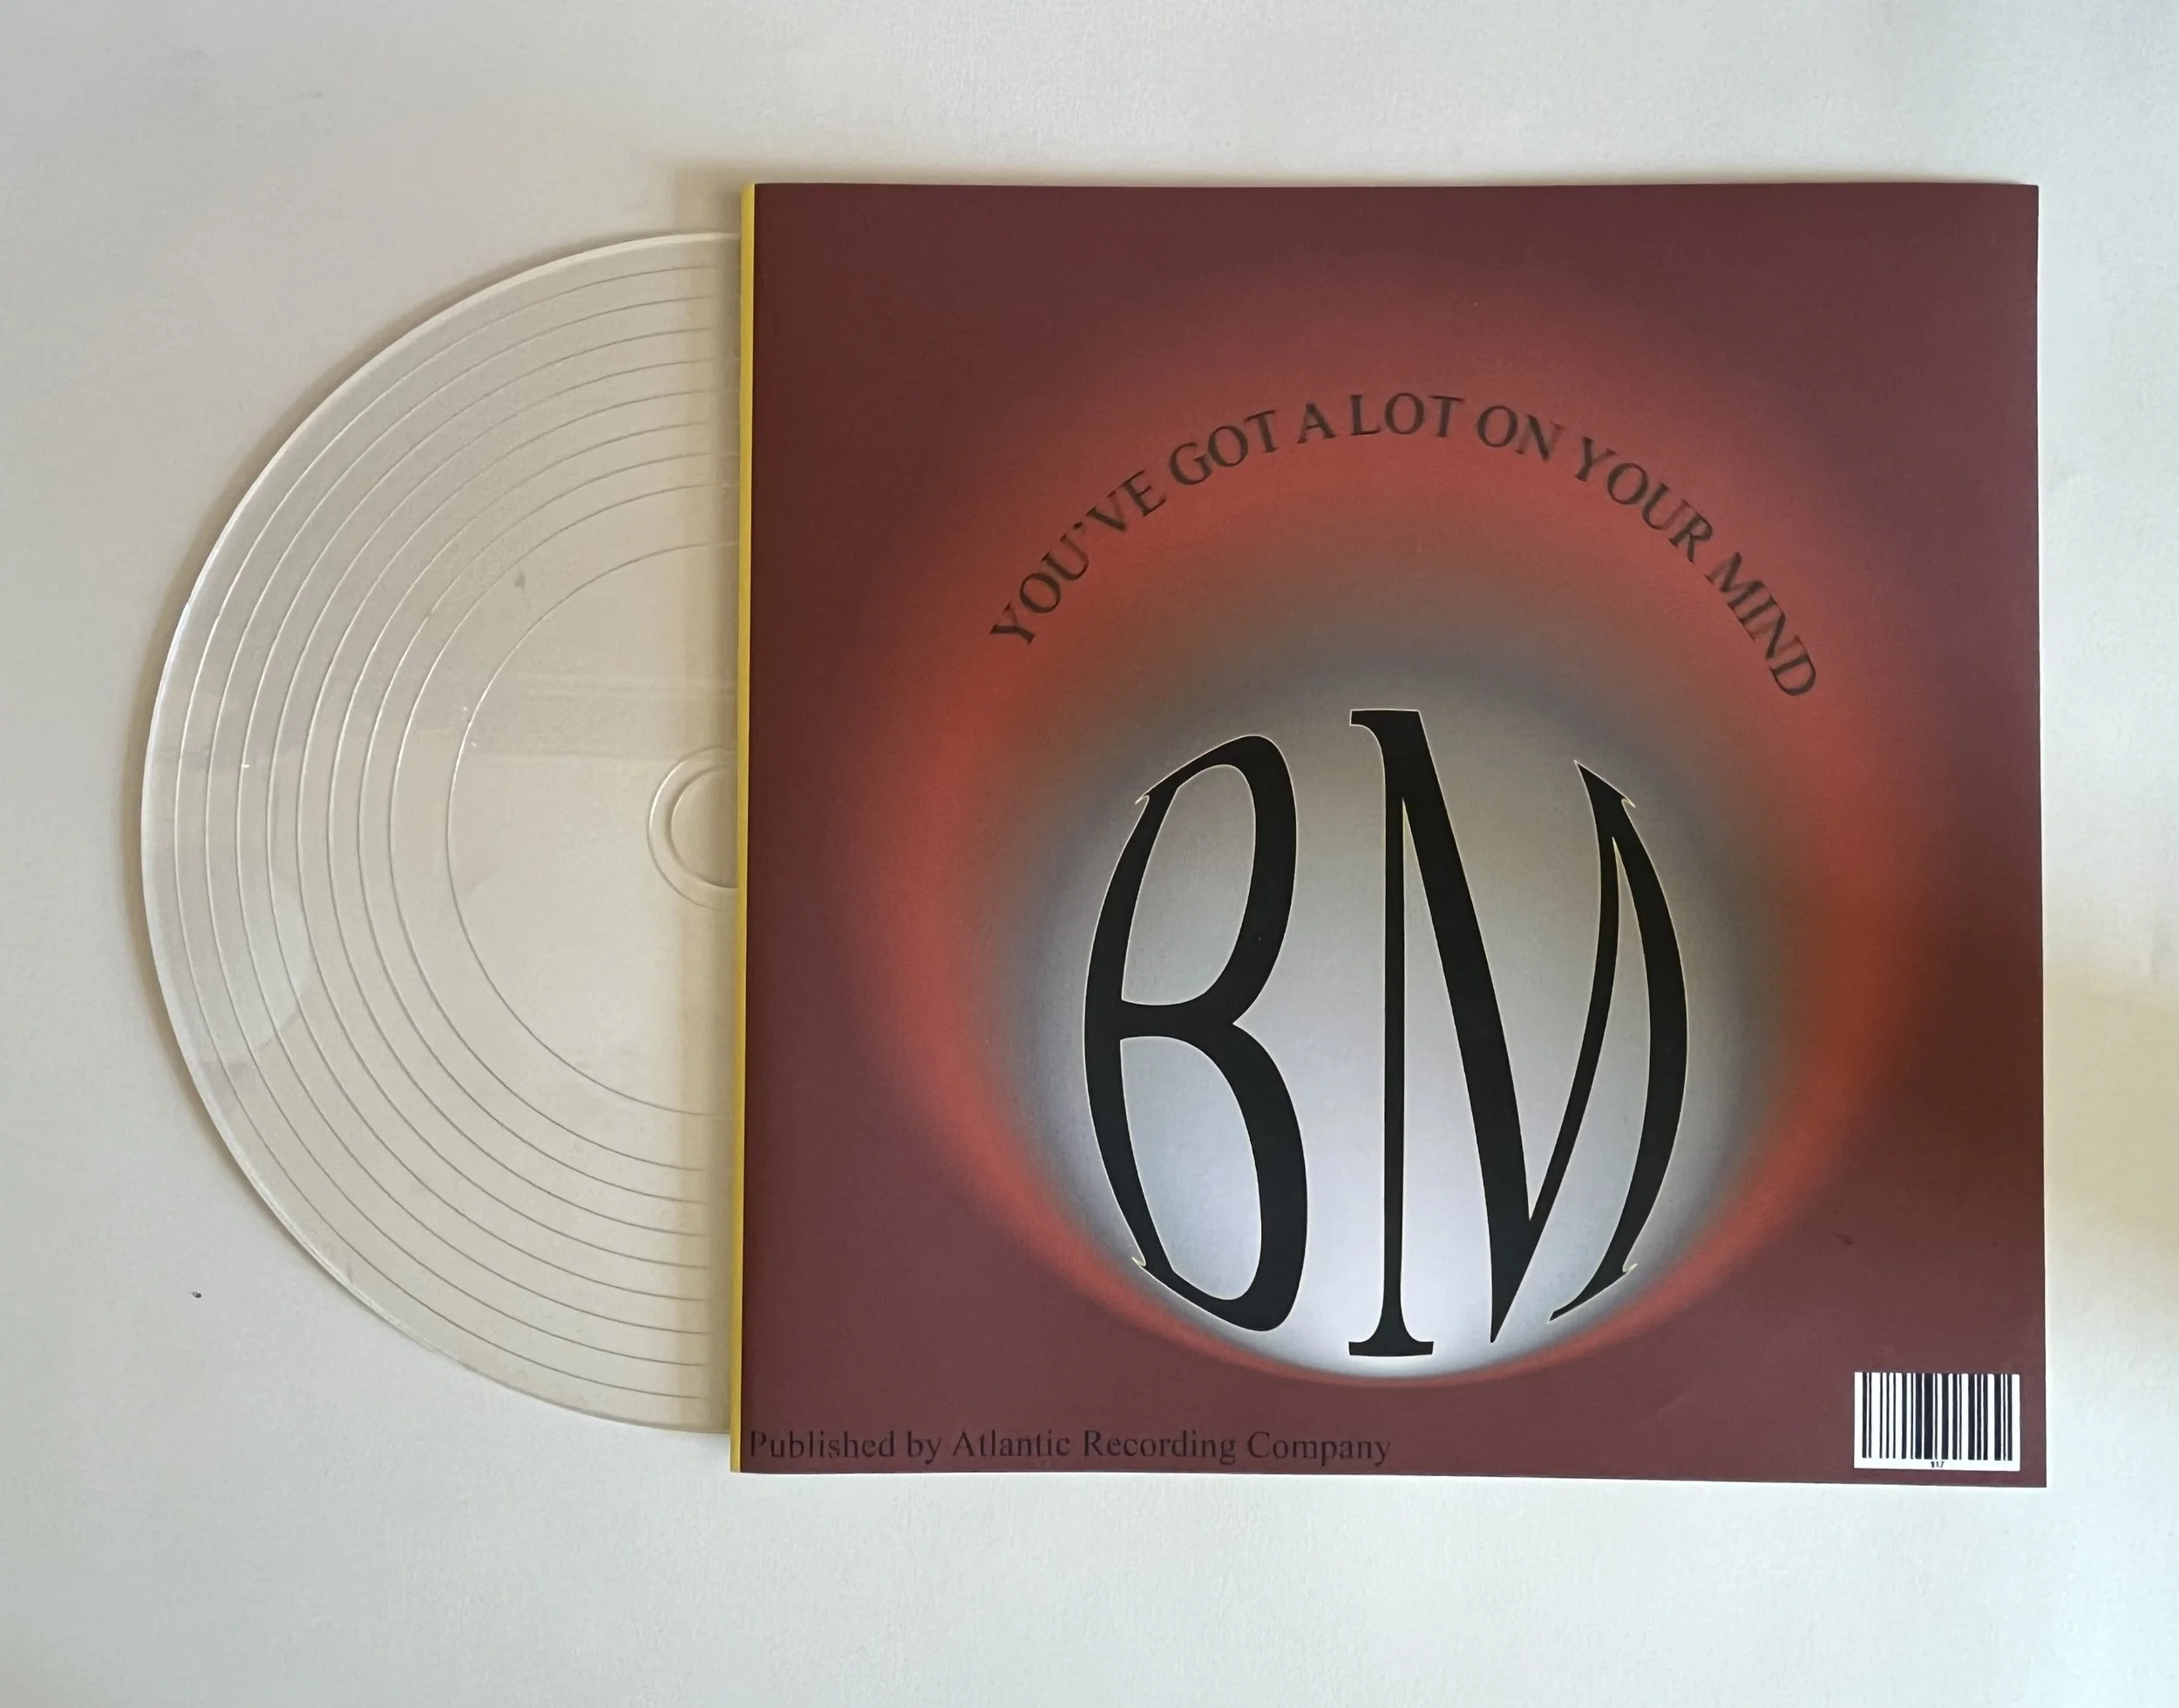 YOU'VE GOT A LOT ON YOUR MIND
BM
Published by Atlantic Recording Company